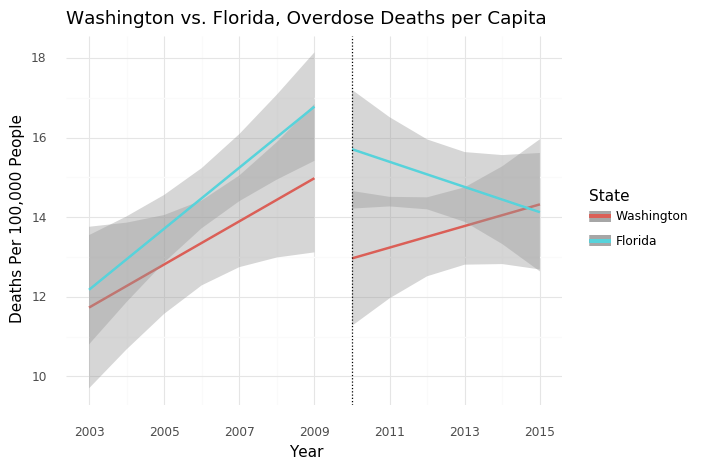 Washington vs. Florida, Overdose Deaths per Capita
18
16
14
12
10
Deaths Per 100,000 People
2003 2005 2007 2009 2011 2013 2015
Year
State
Washington
Florida